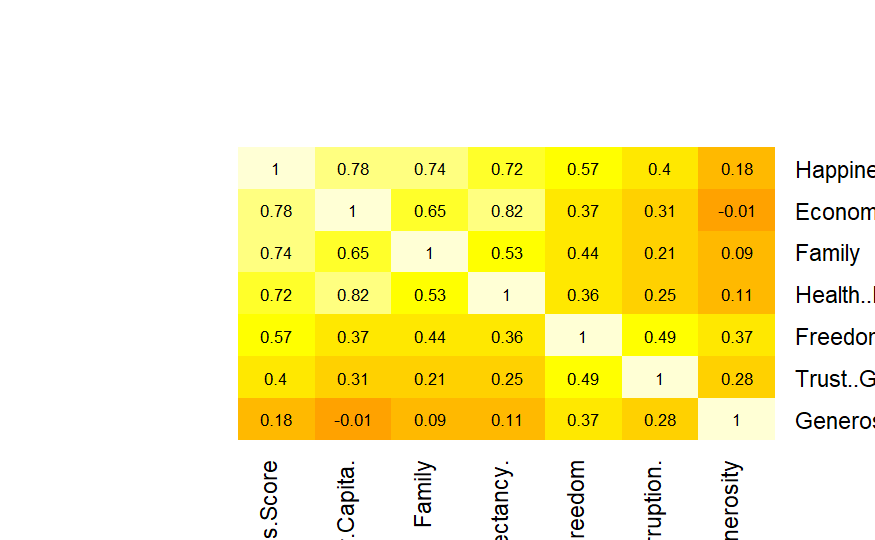 1 0.78 0.74 0.72 0.57 0.4 0.18 Happine
0.78 1 0.65 0.82 0.37 0.31 -0.01 Econom
0.74 0.65 1 0.53 0.44 0.21 0.09 Family
0.72 0.82 0.53 1 0.36 0.25 0.11 Health..
0.57 0.37 0.44 0.36 1 0.49 0.37 Freedor
0.4 0.31 0.21 0.25 0.49 1 0.28 Trust..G
0.18 -0.01 0.09 0.11 0.37 0.28 1 Generos
s.Score
.Capita.
Family
ectancy.
reedom
rruption.
nerosity